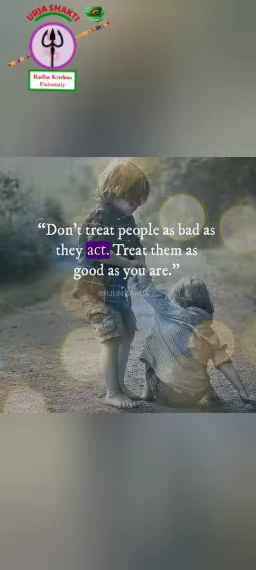 URJA SHAKTI
Radha Krishna
University
“Don’t treat people as bad as
they act. Treat them as
good as you are.”